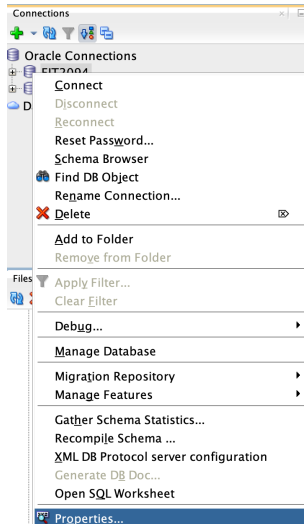 Connections
Oracle Connections
FIT2094
Connect
D
Disconnect
Reconnect
Reset Password...
Schema Browser
Find DB Object
Rename Connection...
Delete
Add to Folder
Remove from Folder
Files
Apply Filter...
Clear Filter
Debug...
Manage Database
Migration Repository
Manage Features
Gather Schema Statistics...
Recompile Schema ...
XML DB Protocol server configuration
Generate DB Doc...
Open SQL Worksheet
Properties...